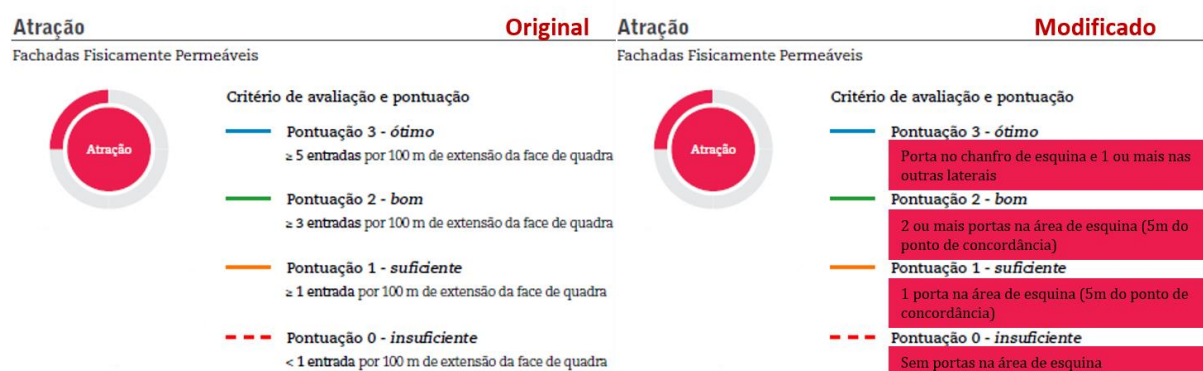 Atração
Original
Fachadas Fisicamente Permeáveis
Atração
Critério de avaliação e pontuação
Pontuação 3 - ótimo
≥ 5 entradas por 100 m de extensão da face de quadra
Pontuação 2 - bom
≥ 3 entradas por 100 m de extensão da face de quadra
Pontuação 1 - suficiente
≥ 1 entrada por 100 m de extensão da face de quadra
Pontuação 0 - insuficiente
< 1 entrada por 100 m de extensão da face de quadra
Atração
Modificado
Fachadas Fisicamente Permeáveis
Atração
Critério de avaliação e pontuação
Pontuação 3 - ótimo
Porta no chanfro de esquina e 1 ou mais nas
outras laterais
Pontuação 2 - bom
2 ou mais portas na área de esquina (5m do
ponto de concordância)
Pontuação 1 - suficiente
1 porta na área de esquina (5m do ponto de
concordância)
Pontuação 0 - insuficiente
Sem portas na área de esquina